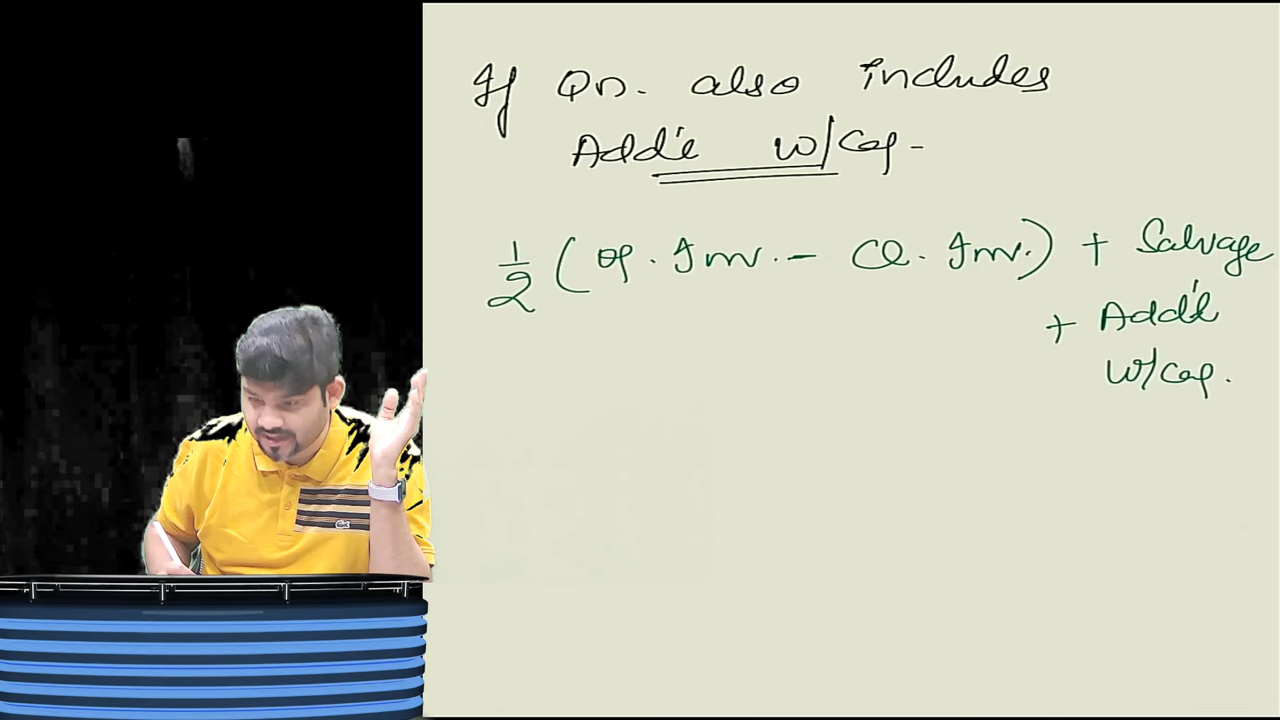 If Qn. also includes
Add'l W/Cap.
1/2 (Op. Inv. - Cl. Inv.) + Salvage
+ Add'l
W/Cap.